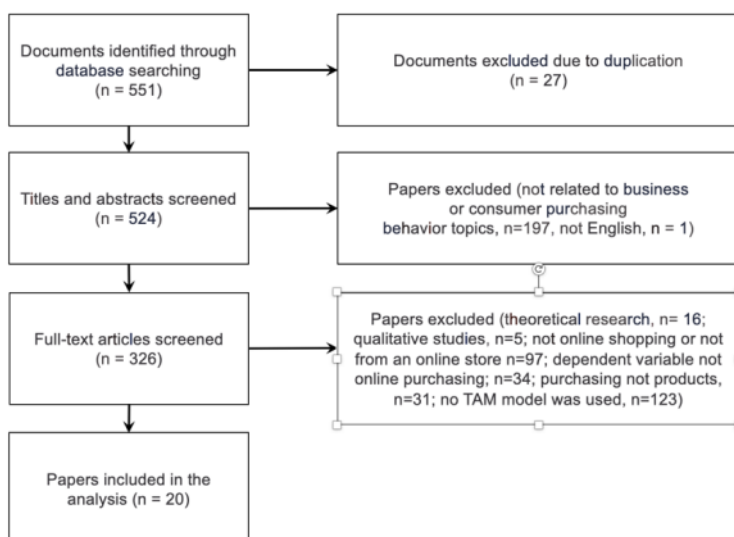 Documents identified through
database searching
(n = 551)
Documents excluded due to duplication
(n = 27)
Titles and abstracts screened
(n = 524)
Papers excluded (not related to business
or consumer purchasing
behavior topics, n=197, not English, n = 1)
Full-text articles screened
(n = 326)
Papers excluded (theoretical research, n= 16;
qualitative studies, n=5; not online shopping or not
from an online store n=97; dependent variable not
online purchasing; n=34; purchasing not products,
n=31; no TAM model was used, n=123)
Papers included in the
analysis (n = 20)